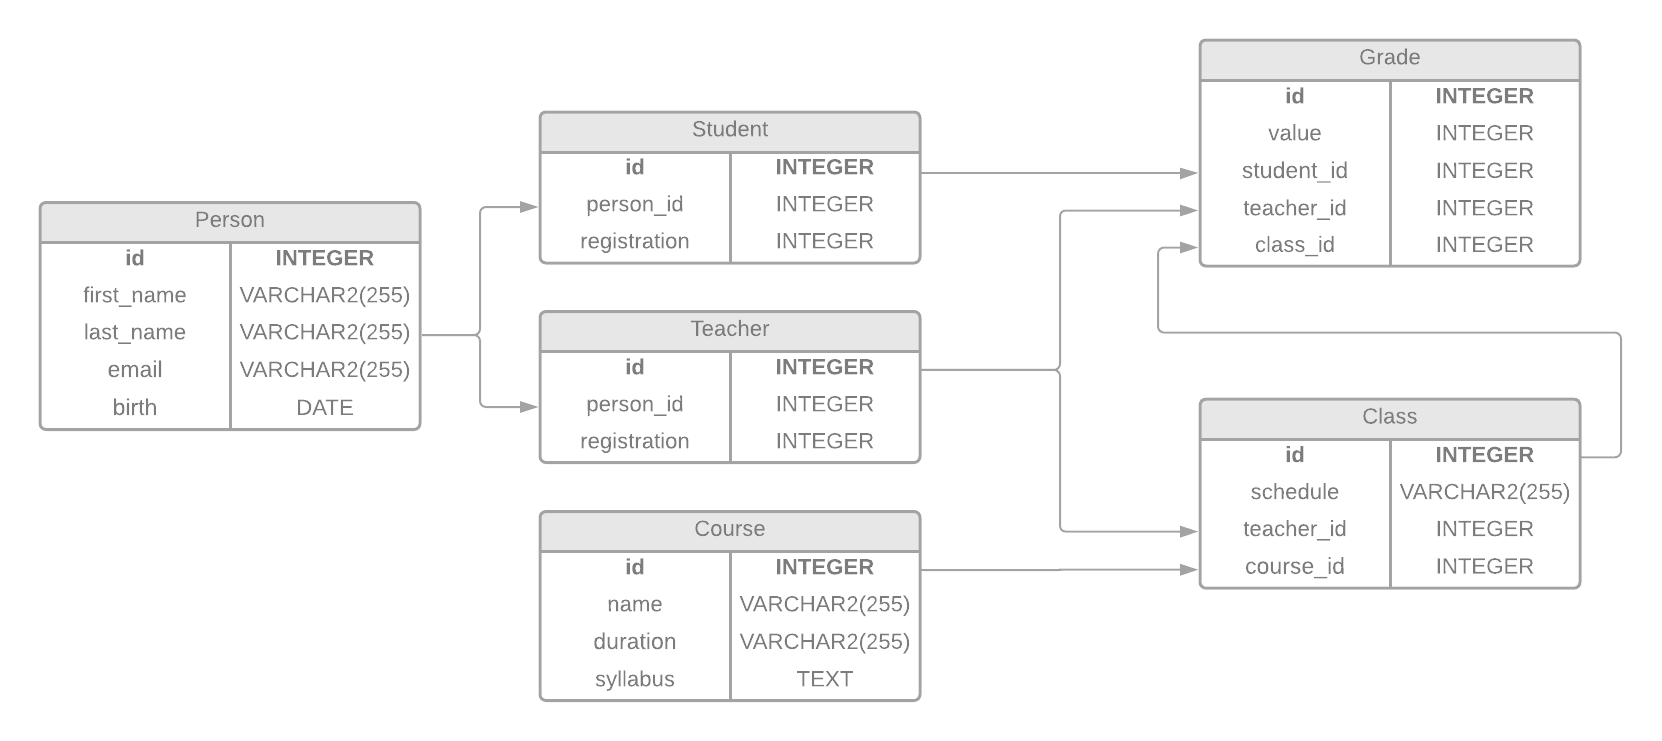 Person
id INTEGER
first_name VARCHAR2(255)
last_name VARCHAR2(255)
email VARCHAR2(255)
birth DATE
Student
id INTEGER
person_id INTEGER
registration INTEGER
Teacher
id INTEGER
person_id INTEGER
registration INTEGER
Course
id INTEGER
name VARCHAR2(255)
duration VARCHAR2(255)
syllabus TEXT
Grade
id INTEGER
value INTEGER
student_id INTEGER
teacher_id INTEGER
class_id INTEGER
Class
id INTEGER
schedule VARCHAR2(255)
teacher_id INTEGER
course_id INTEGER